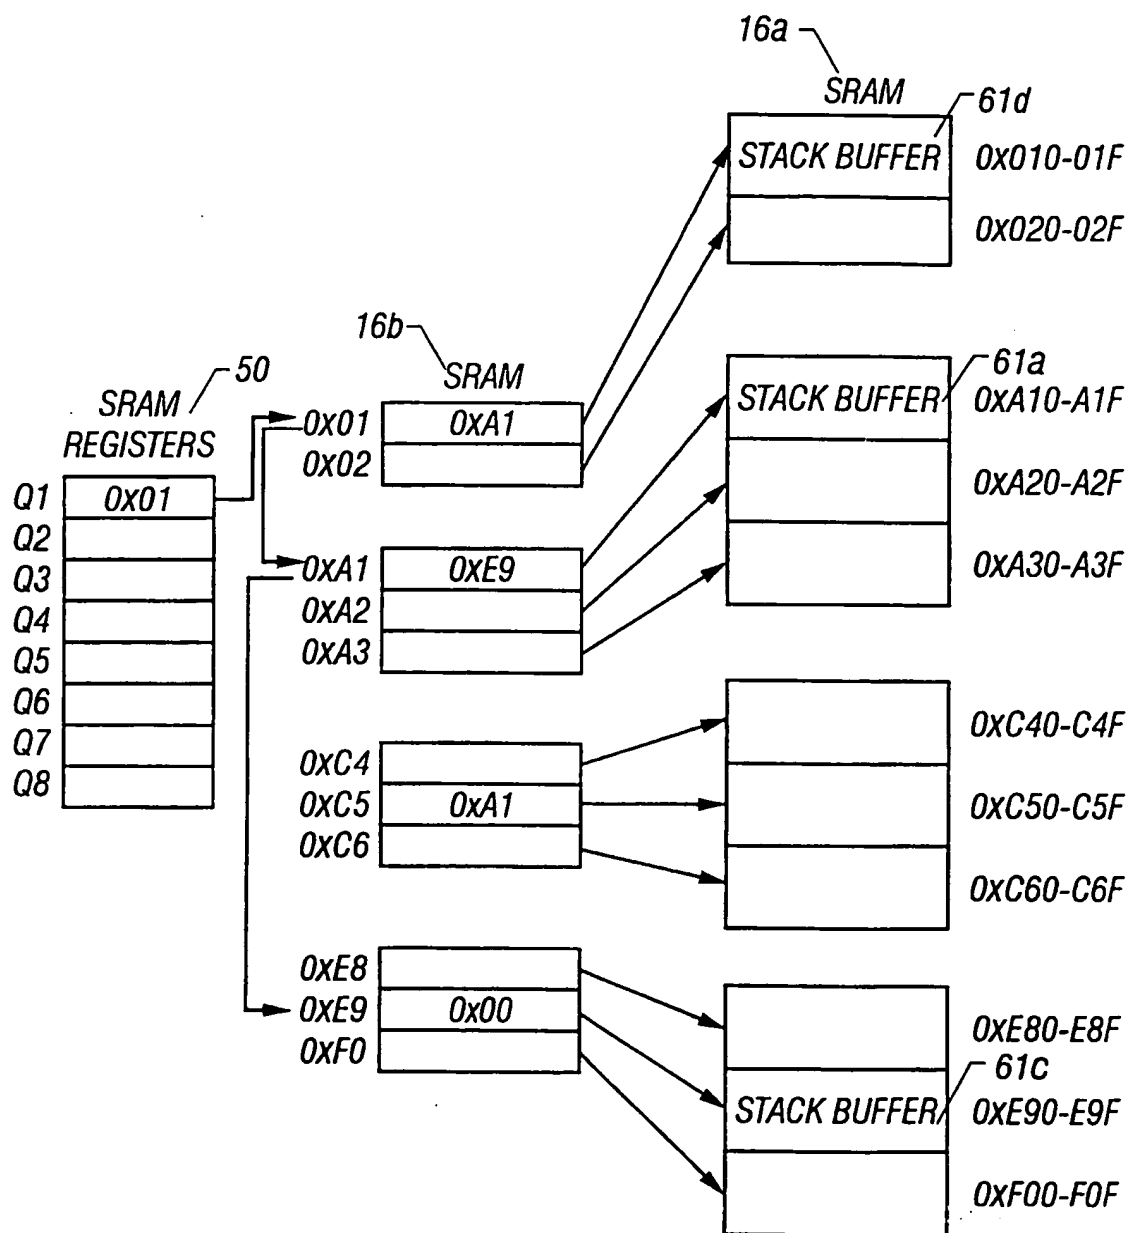 16a
SRAM
61d
STACK BUFFER
0X010-01F
0X020-02F
16b
SRAM
0X01
0XA1
0X02
61a
STACK BUFFER
0XA10-A1F
0XA20-A2F
0XA30-A3F
50
SRAM
REGISTERS
Q1
0X01
Q2
Q3
Q4
Q5
Q6
Q7
Q8
0XA1
0XE9
0XA2
0XA3
0XC4
0XC5
0XA1
0XC6
0XC40-C4F
0XC50-C5F
0XC60-C6F
0XE8
0XE9
0X00
0XF0
0XE80-E8F
61c
STACK BUFFER
0XE90-E9F
0XF00-F0F